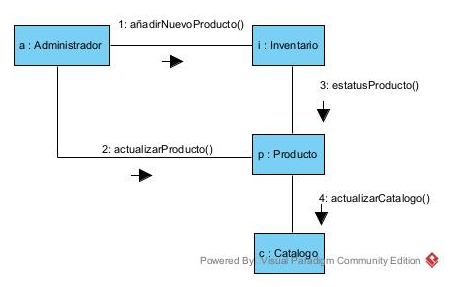 1: añadirNuevoProducto()
a : Administrador
i : Inventario
3: estatusProducto()
2: actualizarProducto()
p : Producto
4: actualizarCatalogo()
c : Catalogo
Powered By Visual Paradigm Community Edition